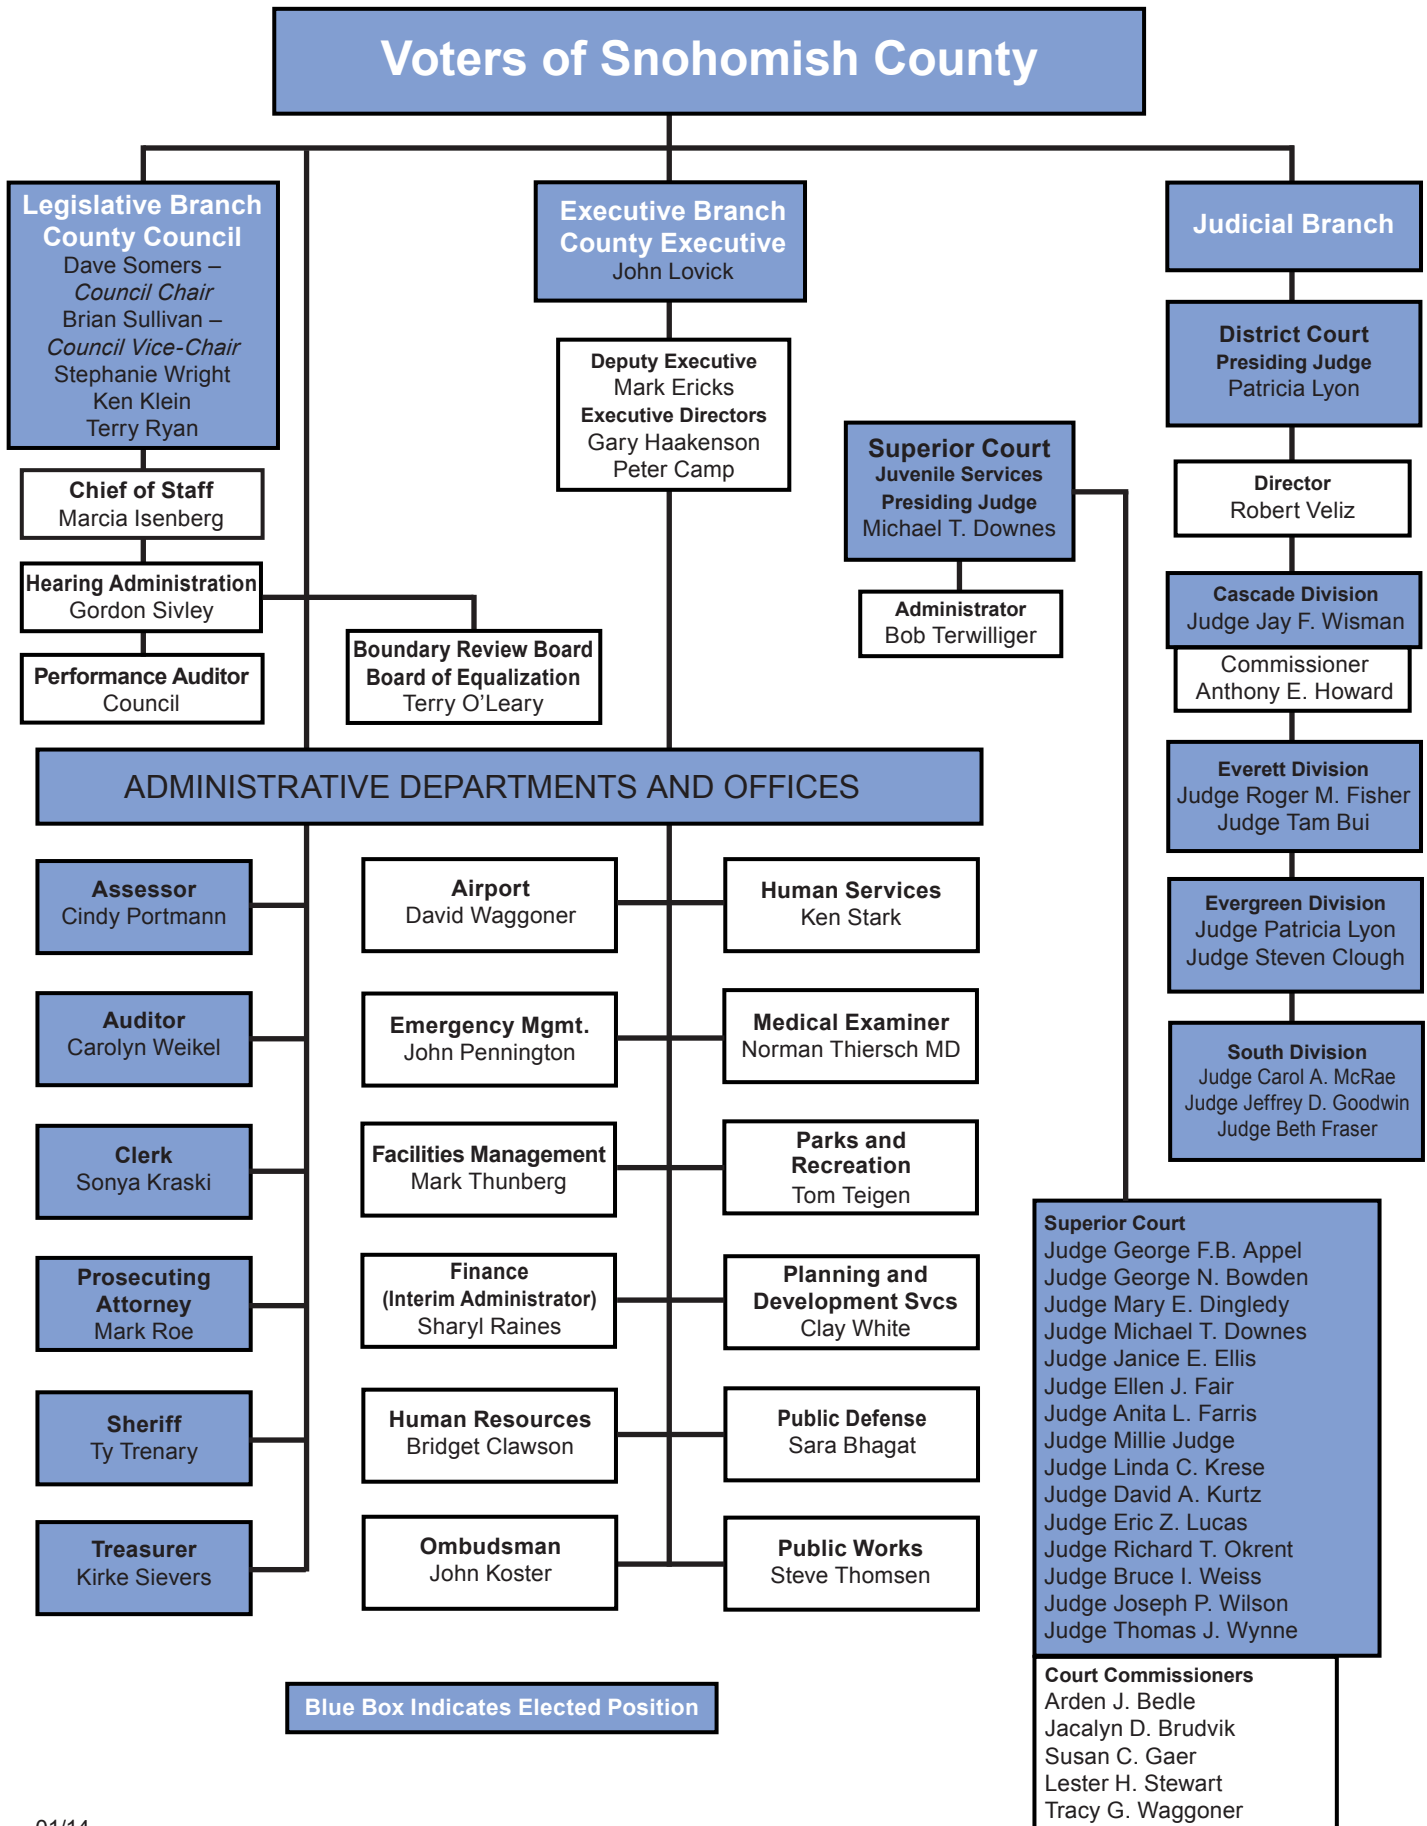 Voters of Snohomish County
Legislative Branch
County Council
Dave Somers –
Council Chair
Brian Sullivan –
Council Vice-Chair
Stephanie Wright
Ken Klein
Terry Ryan
Chief of Staff
Marcia Isenberg
Hearing Administration
Gordon Sivley
Performance Auditor
Council
Boundary Review Board
Board of Equalization
Terry O’Leary
Executive Branch
County Executive
John Lovick
Deputy Executive
Mark Ericks
Executive Directors
Gary Haakenson
Peter Camp
Superior Court
Juvenile Services
Presiding Judge
Michael T. Downes
Administrator
Bob Terwilliger
Judicial Branch
District Court
Presiding Judge
Patricia Lyon
Director
Robert Veliz
Cascade Division
Judge Jay F. Wisman
Commissioner
Anthony E. Howard
Everett Division
Judge Roger M. Fisher
Judge Tam Bui
Evergreen Division
Judge Patricia Lyon
Judge Steven Clough
South Division
Judge Carol A. McRae
Judge Jeffrey D. Goodwin
Judge Beth Fraser
ADMINISTRATIVE DEPARTMENTS AND OFFICES
Assessor
Cindy Portmann
Auditor
Carolyn Weikel
Clerk
Sonya Kraski
Prosecuting
Attorney
Mark Roe
Sheriff
Ty Trenary
Treasurer
Kirke Sievers
Airport
David Waggoner
Emergency Mgmt.
John Pennington
Facilities Management
Mark Thunberg
Finance
(Interim Administrator)
Sharyl Raines
Human Resources
Bridget Clawson
Ombudsman
John Koster
Human Services
Ken Stark
Medical Examiner
Norman Thiersch MD
Parks and
Recreation
Tom Teigen
Planning and
Development Svcs
Clay White
Public Defense
Sara Bhagat
Public Works
Steve Thomsen
Superior Court
Judge George F.B. Appel
Judge George N. Bowden
Judge Mary E. Dingledy
Judge Michael T. Downes
Judge Janice E. Ellis
Judge Ellen J. Fair
Judge Anita L. Farris
Judge Millie Judge
Judge Linda C. Krese
Judge David A. Kurtz
Judge Eric Z. Lucas
Judge Richard T. Okrent
Judge Bruce I. Weiss
Judge Joseph P. Wilson
Judge Thomas J. Wynne
Court Commissioners
Arden J. Bedle
Jacalyn D. Brudvik
Susan C. Gaer
Lester H. Stewart
Tracy G. Waggoner
Blue Box Indicates Elected Position
01/14